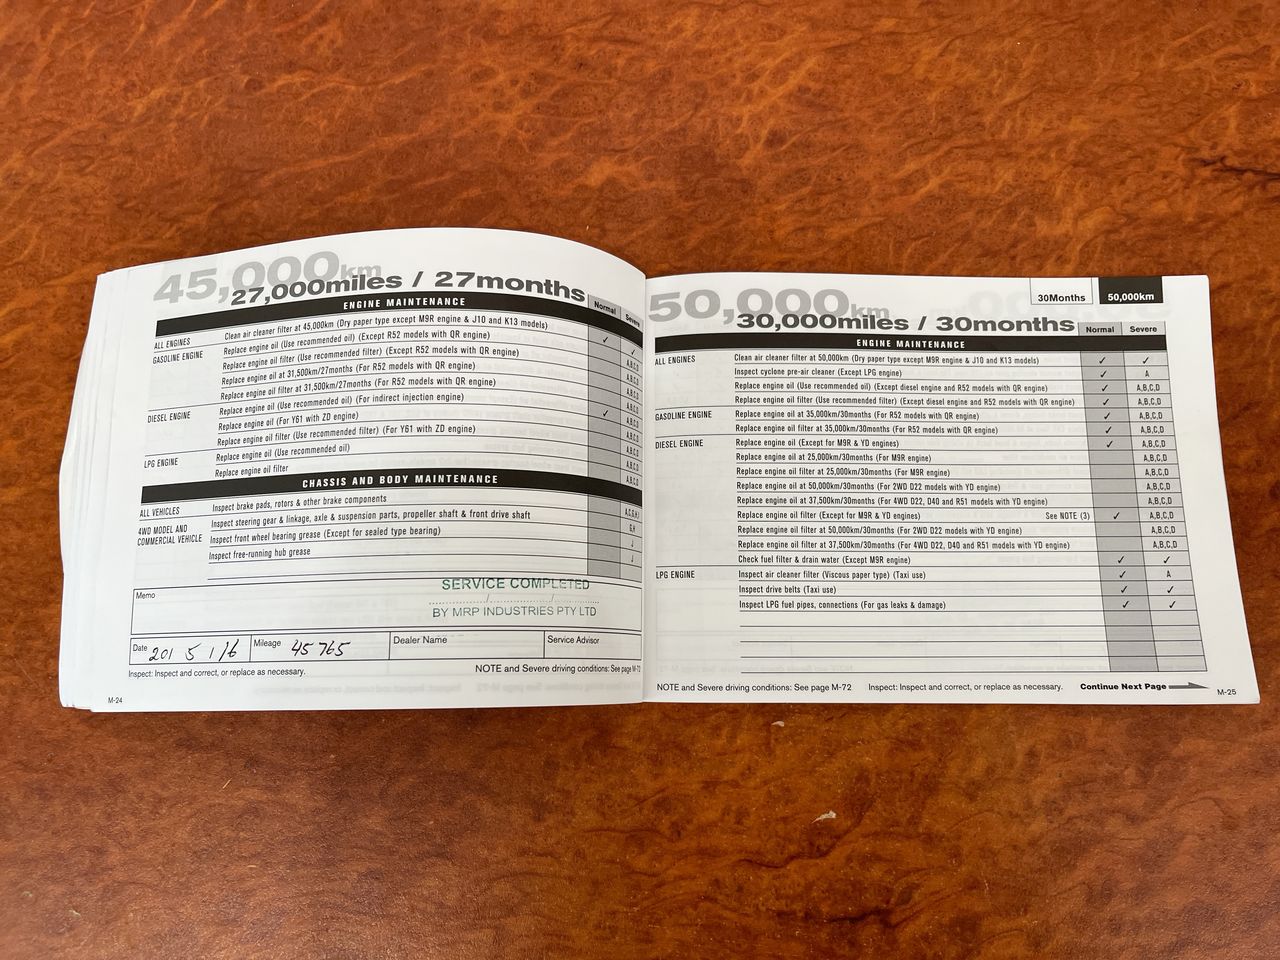 45,000km
27,000miles / 27months
Normal
Severe
ENGINE MAINTENANCE
ALL ENGINES
Clean air cleaner filter at 45,000km (Dry paper type except M9R engine & J10 and K13 models)
✓
✓
GASOLINE ENGINE
Replace engine oil (Use recommended oil) (Except R52 models with QR engine)
A,B,C,D
Replace engine oil filter (Use recommended filter) (Except R52 models with QR engine)
A,B,C,D
Replace engine oil at 31,500km/27months (For R52 models with QR engine)
A,B,C,D
Replace engine oil filter at 31,500km/27months (For R52 models with QR engine)
A,B,C,D
DIESEL ENGINE
Replace engine oil (Use recommended oil) (For indirect injection engine)
✓
A,B,C,D
Replace engine oil (For Y61 with ZD engine)
A,B,C,D
Replace engine oil filter (Use recommended filter) (For Y61 with ZD engine)
A,B,C,D
LPG ENGINE
Replace engine oil (Use recommended oil)
A,B,C,D
Replace engine oil filter
A,B,C,D
CHASSIS AND BODY MAINTENANCE
ALL VEHICLES
Inspect brake pads, rotors & other brake components
A,C,G,H,I
4WD MODEL AND COMMERCIAL VEHICLE
Inspect steering gear & linkage, axle & suspension parts, propeller shaft & front drive shaft
G,H
Inspect front wheel bearing grease (Except for sealed type bearing)
J
Inspect free-running hub grease
J
Memo
SERVICE COMPLETED
....../....../......
BY MRP INDUSTRIES PTY LTD
Date 201 5 1/6
Mileage 45765
Dealer Name
Service Advisor
Inspect: Inspect and correct, or replace as necessary.
NOTE and Severe driving conditions: See page M-72
M-24
30Months
50,000km
50,000km
30,000miles / 30months
Normal
Severe
ENGINE MAINTENANCE
ALL ENGINES
Clean air cleaner filter at 50,000km (Dry paper type except M9R engine & J10 and K13 models)
✓
✓
Inspect cyclone pre-air cleaner (Except LPG engine)
✓
A
Replace engine oil (Use recommended oil) (Except diesel engine and R52 models with QR engine)
✓
A,B,C,D
Replace engine oil filter (Use recommended filter) (Except diesel engine and R52 models with QR engine)
✓
A,B,C,D
GASOLINE ENGINE
Replace engine oil at 35,000km/30months (For R52 models with QR engine)
✓
A,B,C,D
Replace engine oil filter at 35,000km/30months (For R52 models with QR engine)
✓
A,B,C,D
DIESEL ENGINE
Replace engine oil (Except for M9R & YD engines)
✓
A,B,C,D
Replace engine oil at 25,000km/30months (For M9R engine)
A,B,C,D
Replace engine oil filter at 25,000km/30months (For M9R engine)
A,B,C,D
Replace engine oil at 50,000km/30months (For 2WD D22 models with YD engine)
A,B,C,D
Replace engine oil at 37,500km/30months (For 4WD D22, D40 and R51 models with YD engine)
A,B,C,D
Replace engine oil filter (Except for M9R & YD engines) See NOTE (3)
✓
A,B,C,D
Replace engine oil filter at 50,000km/30months (For 2WD D22 models with YD engine)
A,B,C,D
Replace engine oil filter at 37,500km/30months (For 4WD D22, D40 and R51 models with YD engine)
A,B,C,D
Check fuel filter & drain water (Except M9R engine)
✓
✓
LPG ENGINE
Inspect air cleaner filter (Viscous paper type) (Taxi use)
✓
A
Inspect drive belts (Taxi use)
✓
✓
Inspect LPG fuel pipes, connections (For gas leaks & damage)
✓
✓
NOTE and Severe driving conditions: See page M-72
Inspect: Inspect and correct, or replace as necessary.
Continue Next Page
M-25